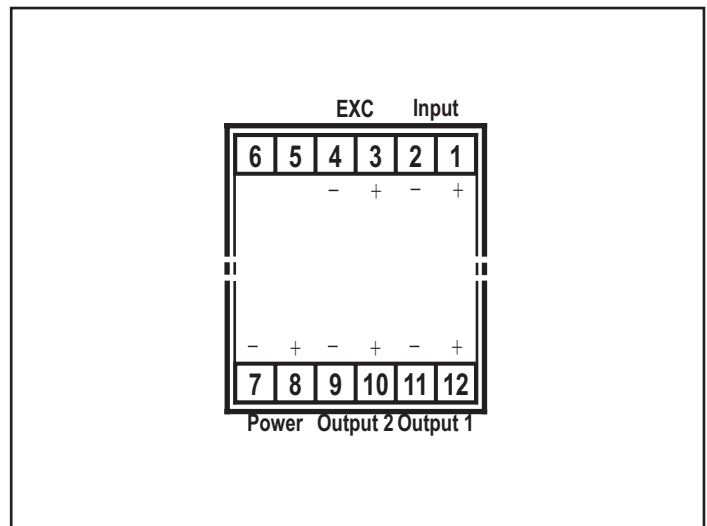 EXC Input
6 5 4 3 2 1
− + − +
− + − + − +
7 8 9 10 11 12
Power Output 2 Output 1